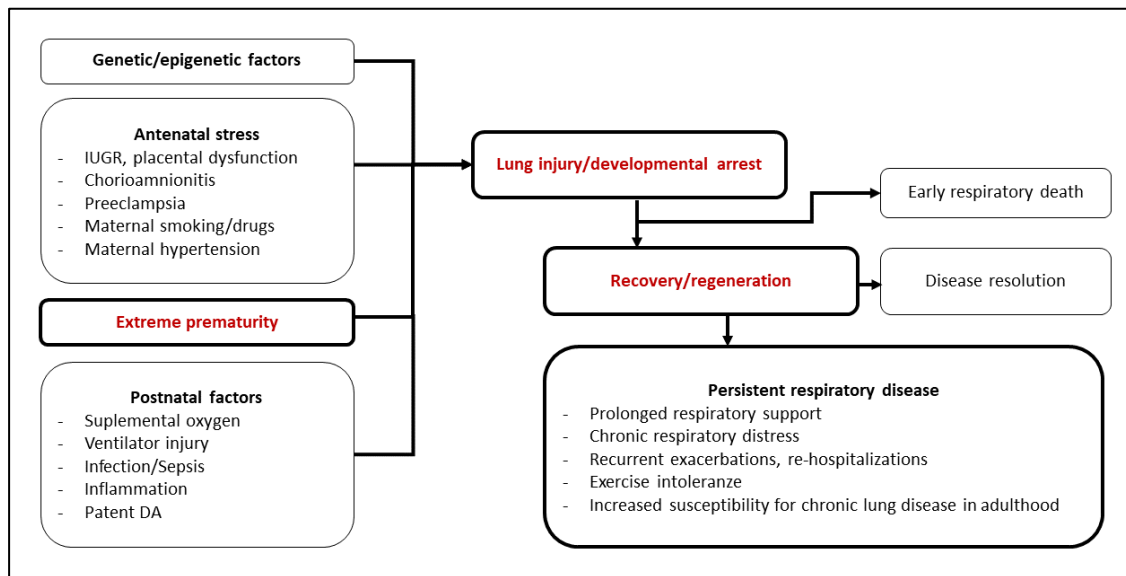 Genetic/epigenetic factors
Antenatal stress
- IUGR, placental dysfunction
- Chorioamnionitis
- Preeclampsia
- Maternal smoking/drugs
- Maternal hypertension
Extreme prematurity
Postnatal factors
- Suplemental oxygen
- Ventilator injury
- Infection/Sepsis
- Inflammation
- Patent DA
Lung injury/developmental arrest
Early respiratory death
Recovery/regeneration
Disease resolution
Persistent respiratory disease
- Prolonged respiratory support
- Chronic respiratory distress
- Recurrent exacerbations, re-hospitalizations
- Exercise intoleranze
- Increased susceptibility for chronic lung disease in adulthood